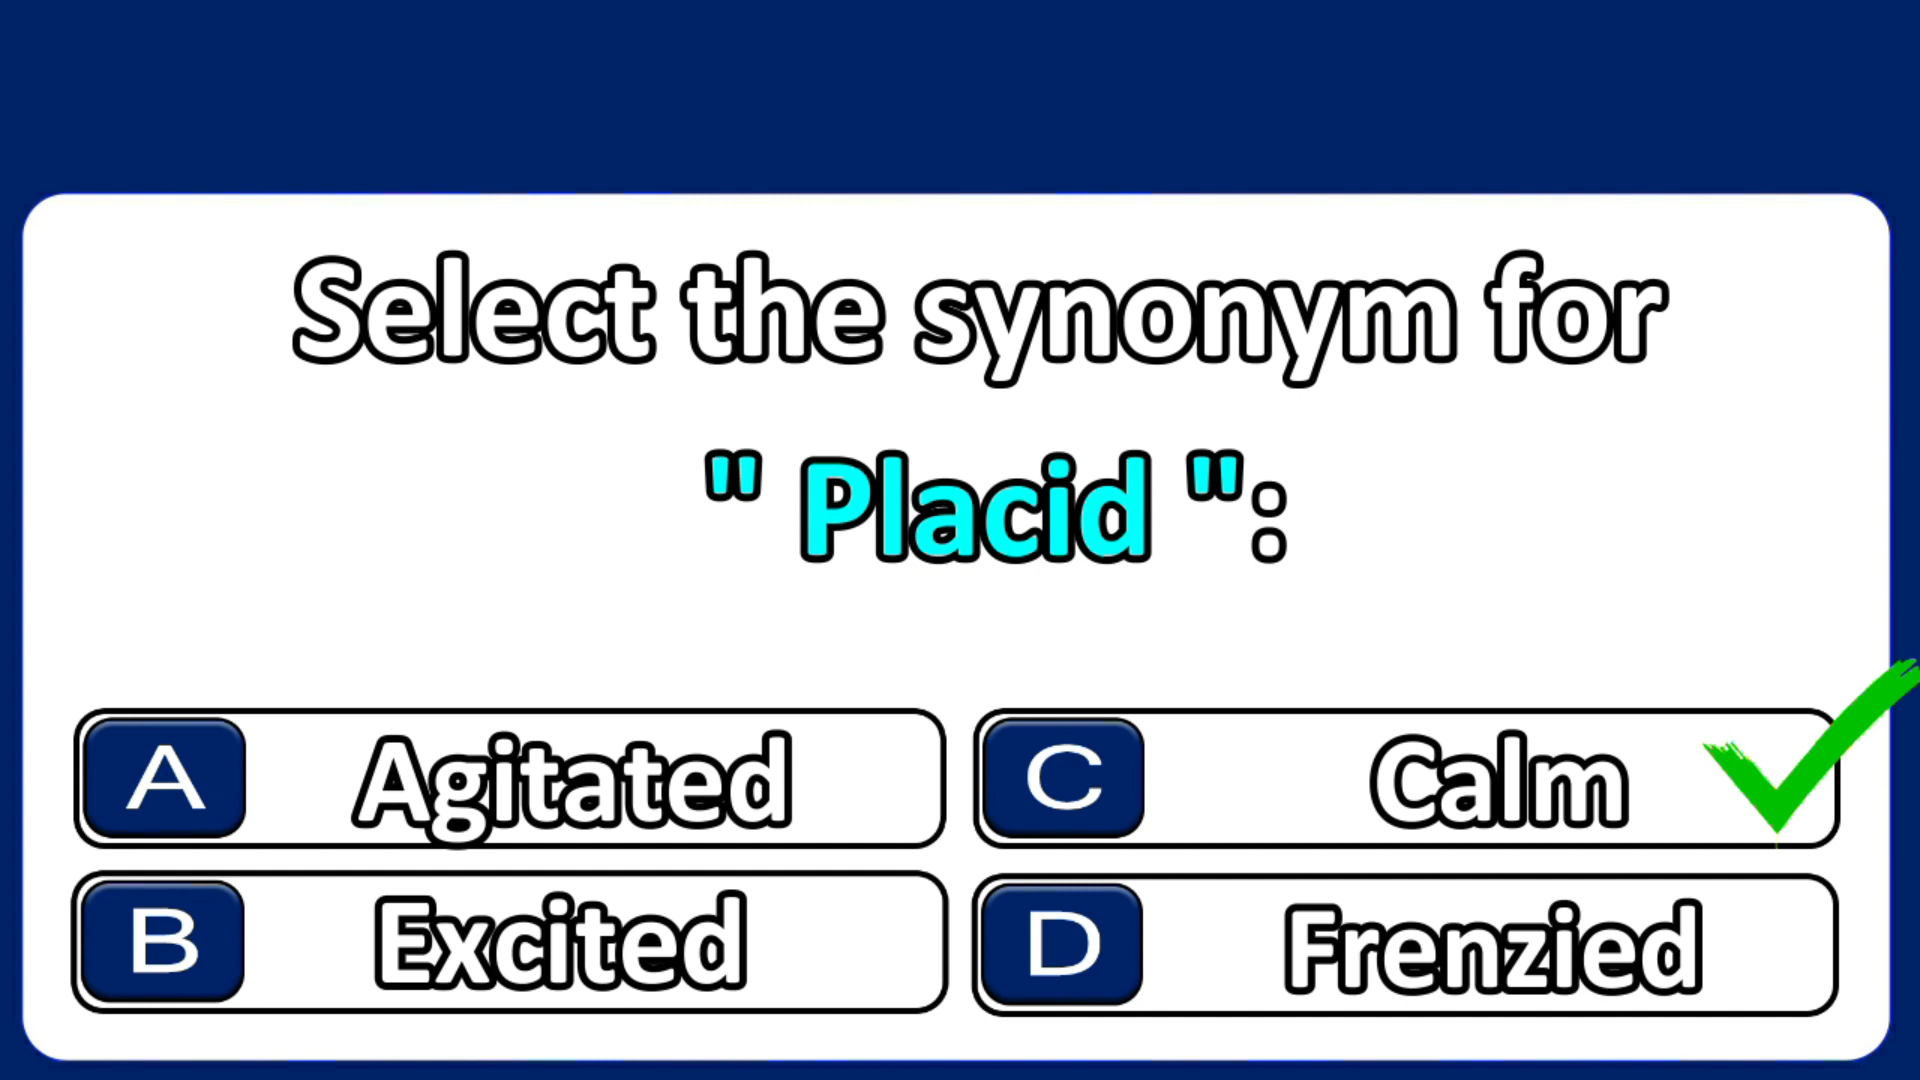 Select the synonym for
" Placid ":
A Agitated
C Calm
B Excited
D Frenzied